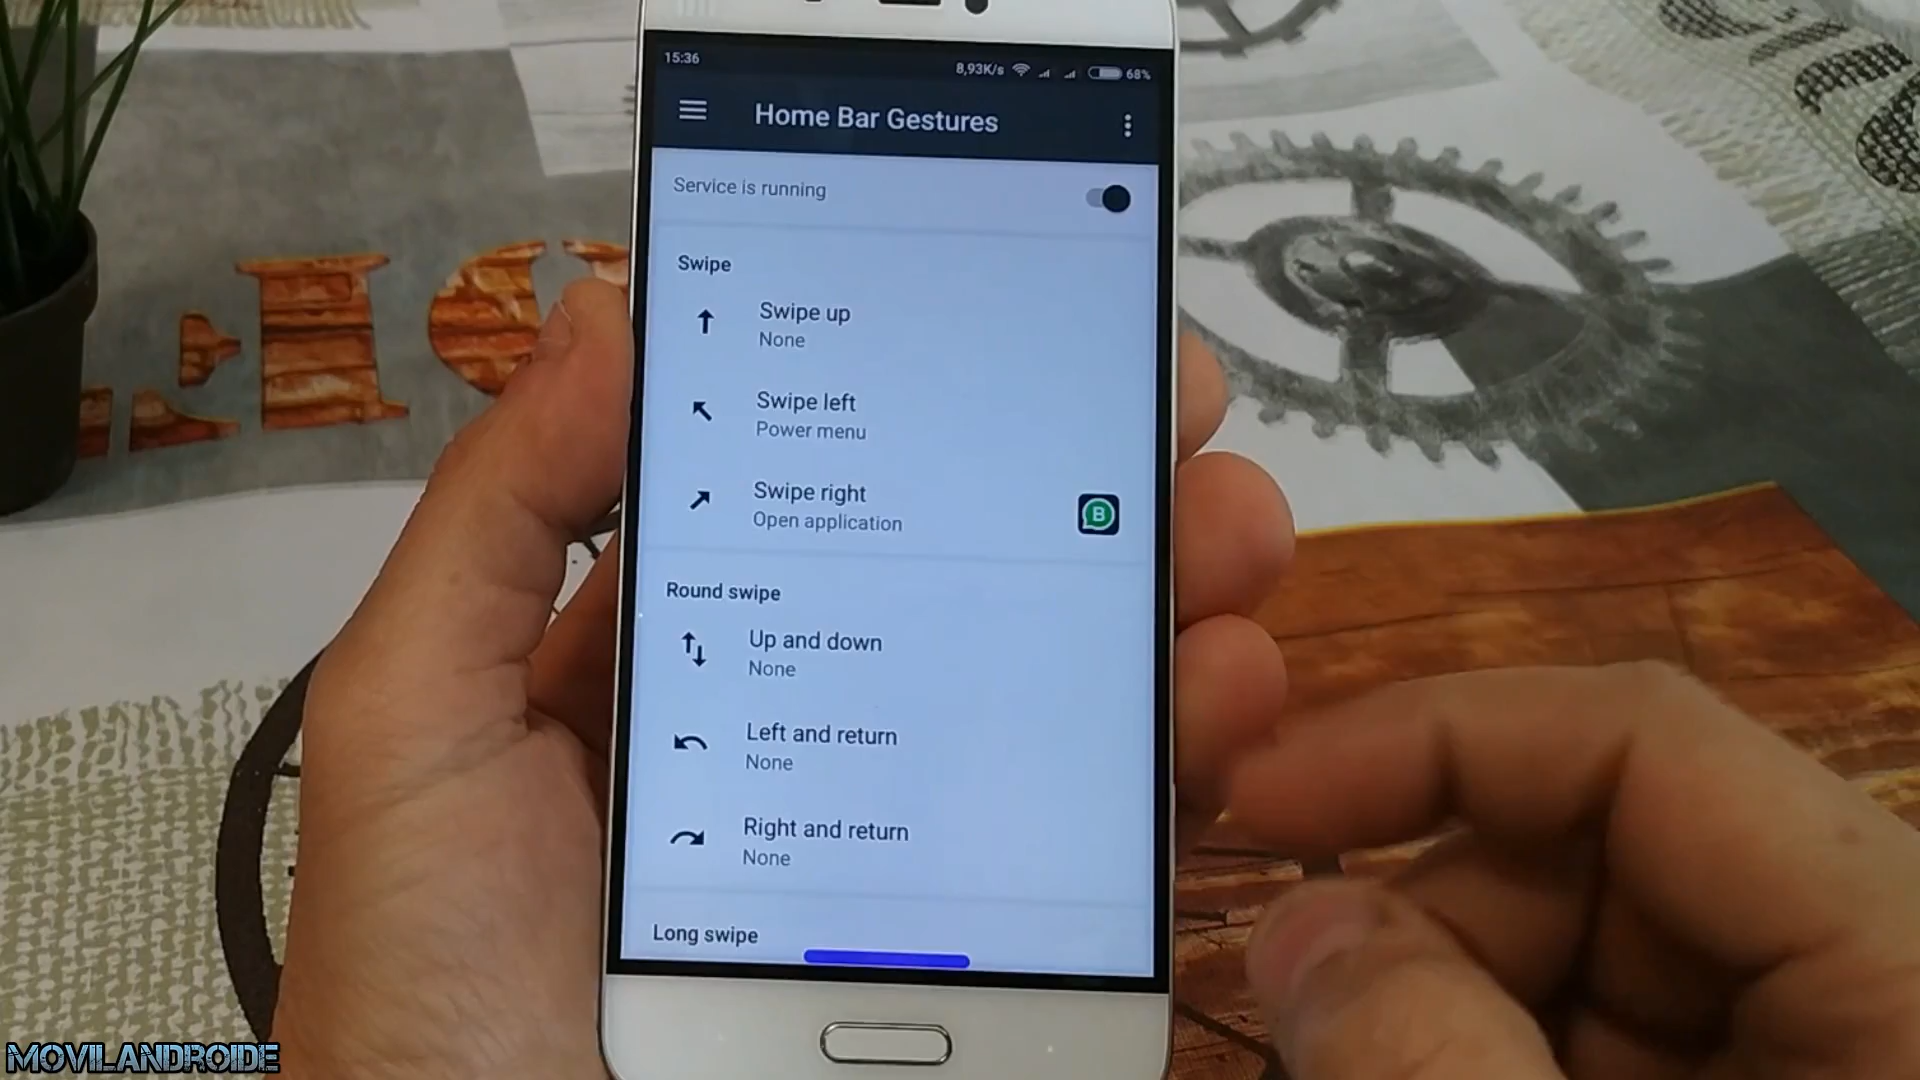 15:36
8,93K/s 68%
Home Bar Gestures
Service is running
Swipe
Swipe up
None
Swipe left
Power menu
Swipe right
Open application
B
Round swipe
Up and down
None
Left and return
None
Right and return
None
Long swipe
MOVILANDROIDE